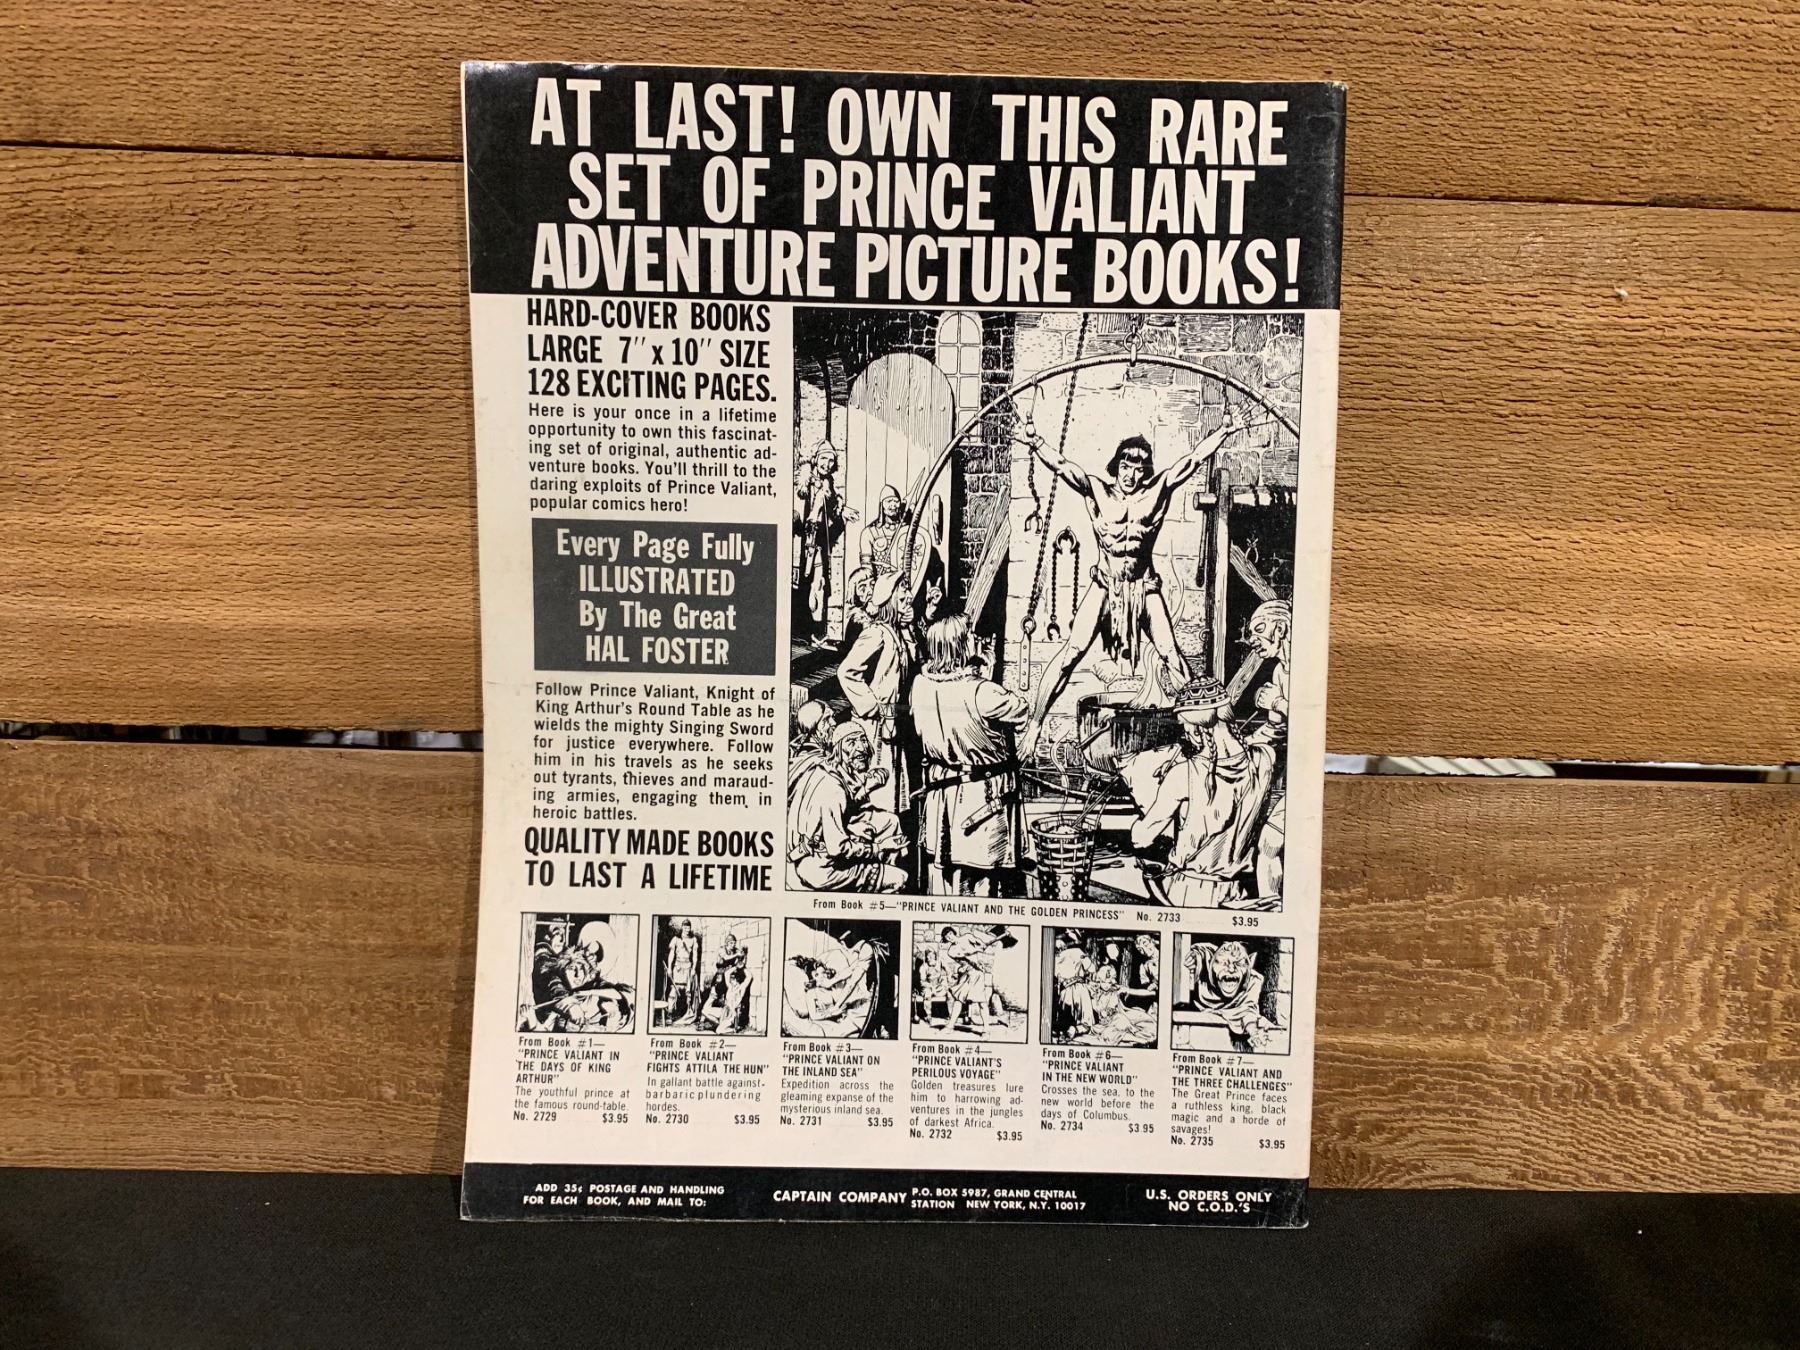 AT LAST! OWN THIS RARE
SET OF PRINCE VALIANT
ADVENTURE PICTURE BOOKS!
HARD-COVER BOOKS
LARGE 7" x 10" SIZE
128 EXCITING PAGES.
Here is your once in a lifetime
opportunity to own this fascinat-
ing set of original, authentic ad-
venture books. You'll thrill to the
daring exploits of Prince Valiant,
popular comics hero!
Every Page Fully
ILLUSTRATED
By The Great
HAL FOSTER
Follow Prince Valiant, Knight of
King Arthur's Round Table as he
wields the mighty Singing Sword
for justice everywhere. Follow
him in his travels as he seeks
out tyrants, thieves and maraud-
ing armies, engaging them in
heroic battles.
QUALITY MADE BOOKS
TO LAST A LIFETIME
From Book #5—"PRINCE VALIANT AND THE GOLDEN PRINCESS" No. 2733 $3.95
From Book #1—
"PRINCE VALIANT IN
THE DAYS OF KING
ARTHUR"
The youthful prince at
the famous round-table.
No. 2729 $3.95
From Book #2—
"PRINCE VALIANT
FIGHTS ATTILA THE HUN"
In gallant battle against-
barbaric plundering
hordes.
No. 2730 $3.95
From Book #3—
"PRINCE VALIANT ON
THE INLAND SEA"
Expedition across the
gleaming expanse of the
mysterious inland sea.
No. 2731 $3.95
From Book #4—
"PRINCE VALIANT'S
PERILOUS VOYAGE"
Golden treasures lure
him to harrowing ad-
ventures in the jungles
of darkest Africa.
No. 2732 $3.95
From Book #6—
"PRINCE VALIANT
IN THE NEW WORLD"
Crosses the sea, to the
new world before the
days of Columbus.
No. 2734 $3.95
From Book #7—
"PRINCE VALIANT AND
THE THREE CHALLENGES"
The Great Prince faces
a ruthless king, black
magic and a horde of
savages!
No. 2735 $3.95
ADD 35¢ POSTAGE AND HANDLING
FOR EACH BOOK, AND MAIL TO:
CAPTAIN COMPANY
P.O. BOX 5987, GRAND CENTRAL
STATION NEW YORK, N.Y. 10017
U.S. ORDERS ONLY
NO C.O.D.'S